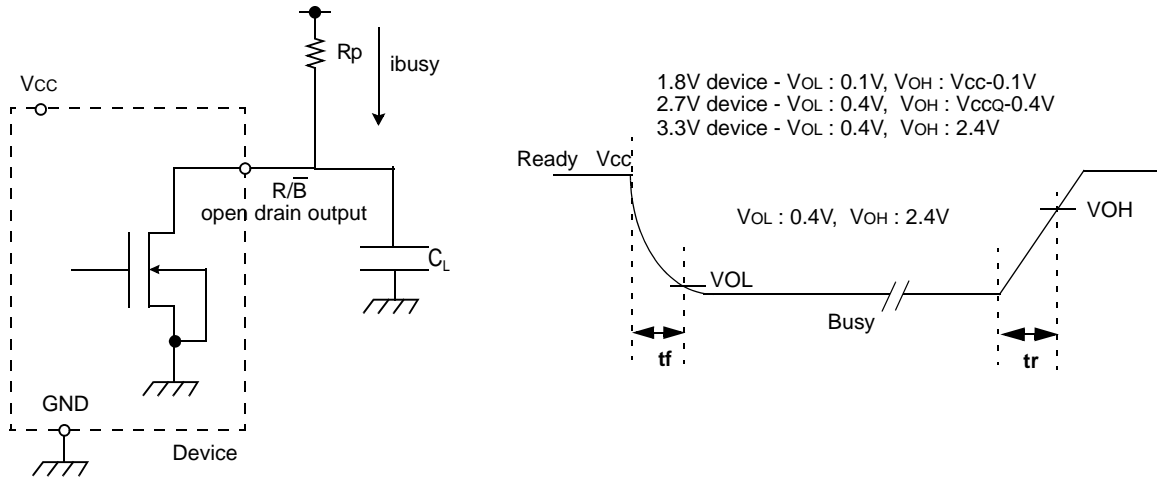 Rp
ibusy
VCC
R/B̅
open drain output
CL
GND
Device
1.8V device - VOL : 0.1V, VOH : Vcc-0.1V
2.7V device - VOL : 0.4V, VOH : VccQ-0.4V
3.3V device - VOL : 0.4V, VOH : 2.4V
Ready Vcc
VOL : 0.4V, VOH : 2.4V
VOH
VOL
Busy
tf
tr